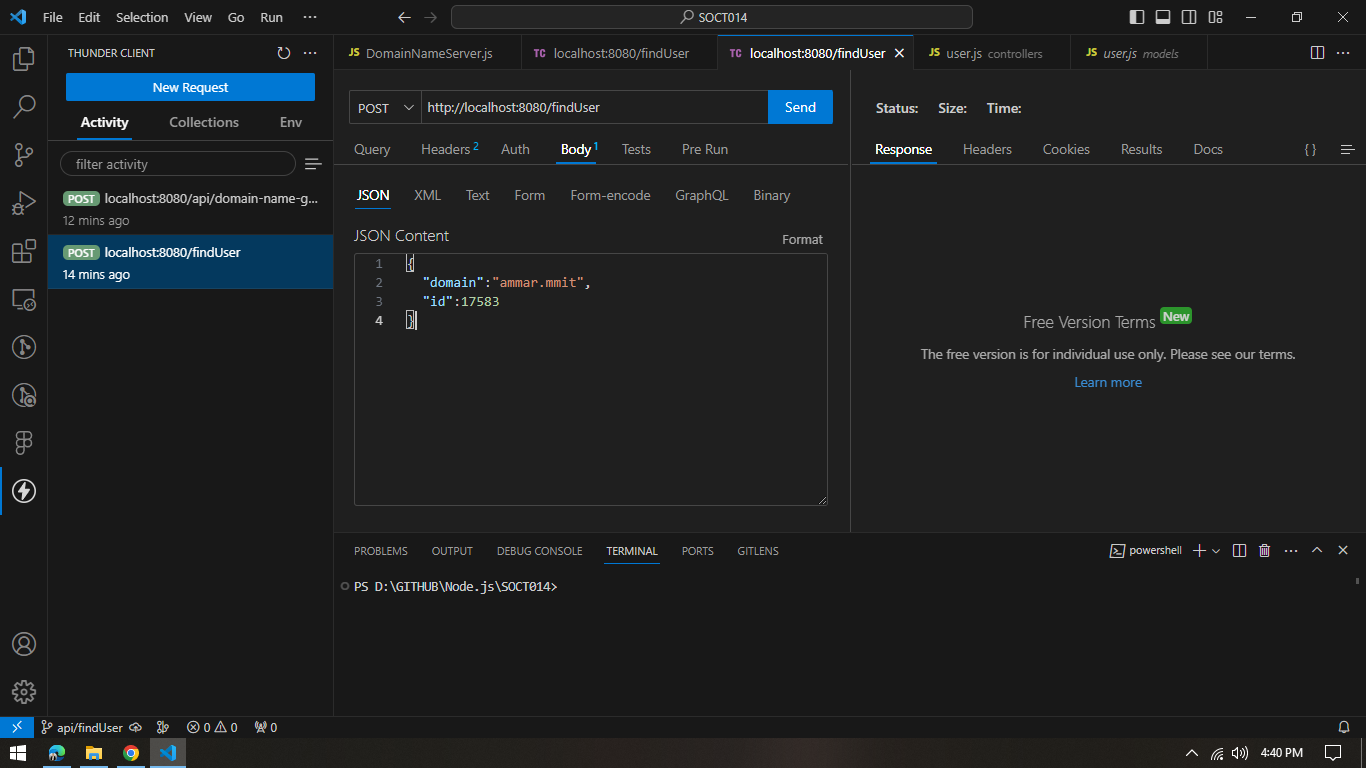 File Edit Selection View Go Run ···
SOCT014
THUNDER CLIENT
New Request
Activity Collections Env
filter activity
POST localhost:8080/api/domain-name-g...
12 mins ago
POST localhost:8080/findUser
14 mins ago
JS DomainNameServer.js
TC localhost:8080/findUser
TC localhost:8080/findUser
JS user.js controllers
JS user.js models
POST http://localhost:8080/findUser Send
Query Headers 2 Auth Body 1 Tests Pre Run
JSON XML Text Form Form-encode GraphQL Binary
JSON Content
Format
1 {
2 "domain":"ammar.mmit",
3 "id":17583
4 }
Status: Size: Time:
Response Headers Cookies Results Docs { }
Free Version Terms New
The free version is for individual use only. Please see our terms.
Learn more
PROBLEMS OUTPUT DEBUG CONSOLE TERMINAL PORTS GITLENS
powershell
PS D:\GITHUB\Node.js\SOCT014>
api/findUser 0 0 0
4:40 PM